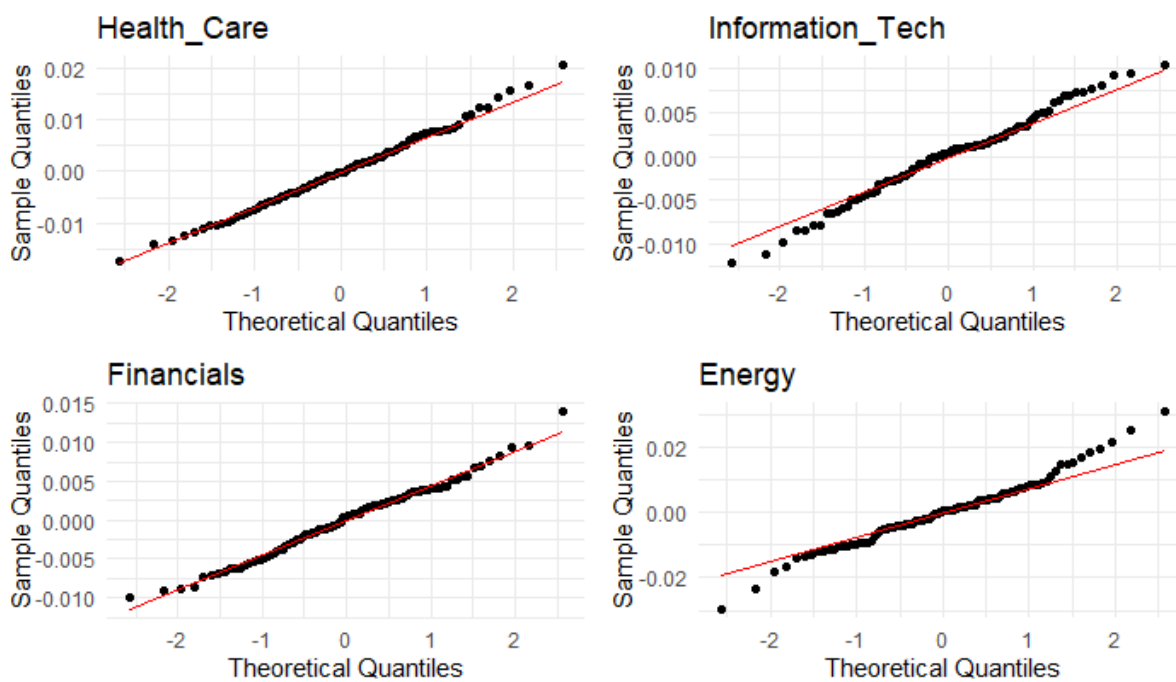 Health_Care
Sample Quantiles
0.02
0.01
0.00
-0.01
-2 -1 0 1 2
Theoretical Quantiles
Information_Tech
Sample Quantiles
0.010
0.005
0.000
-0.005
-0.010
-2 -1 0 1 2
Theoretical Quantiles
Financials
Sample Quantiles
0.015
0.010
0.005
0.000
-0.005
-0.010
-2 -1 0 1 2
Theoretical Quantiles
Energy
Sample Quantiles
0.02
0.00
-0.02
-2 -1 0 1 2
Theoretical Quantiles